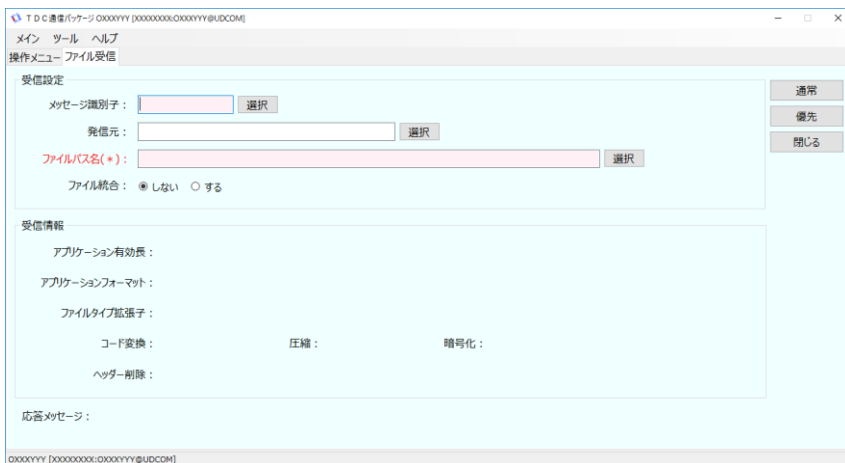 TDC通信パッケージ OXXXYYY [XXXXXXXX:OXXXYYY@UDCOM]
メイン ツール ヘルプ
操作メニュー ファイル受信
受信設定
メッセージ識別子： 選択
発信元： 選択
ファイルパス名(＊)： 選択
ファイル統合： しない する
通常
優先
閉じる
受信情報
アプリケーション有効長：
アプリケーションフォーマット：
ファイルタイプ拡張子：
コード変換： 圧縮： 暗号化：
ヘッダー削除：
応答メッセージ：
OXXXYYY [XXXXXXXX:OXXXYYY@UDCOM]